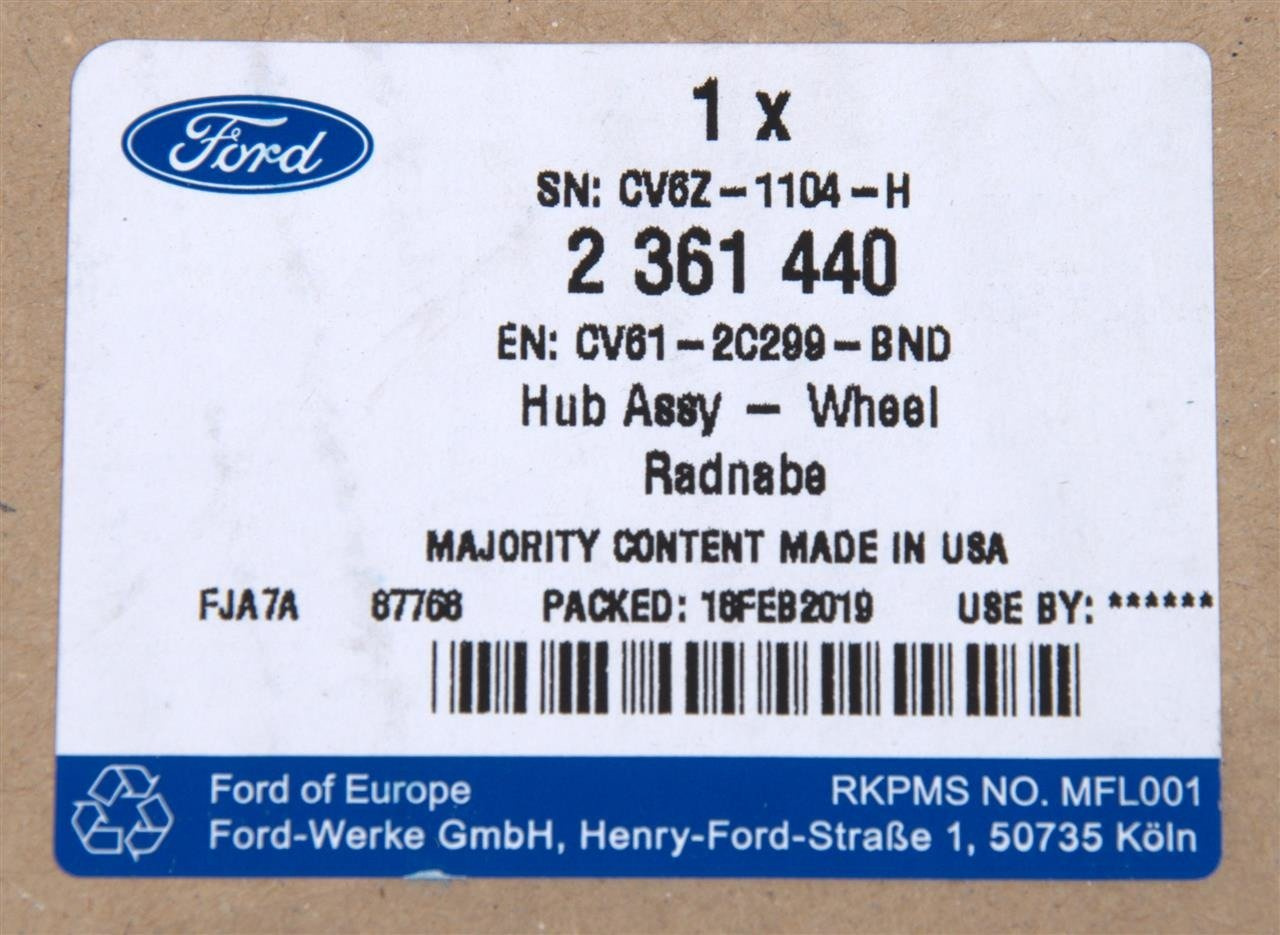 Ford
1 x
SN: CV6Z-1104-H
2 361 440
EN: CV61-2C299-BND
Hub Assy - Wheel
Radnabe
MAJORITY CONTENT MADE IN USA
FJA7A 87768 PACKED: 18FEB2019 USE BY: ******
Ford of Europe RKPMS NO. MFL001
Ford-Werke GmbH, Henry-Ford-Straße 1, 50735 Köln